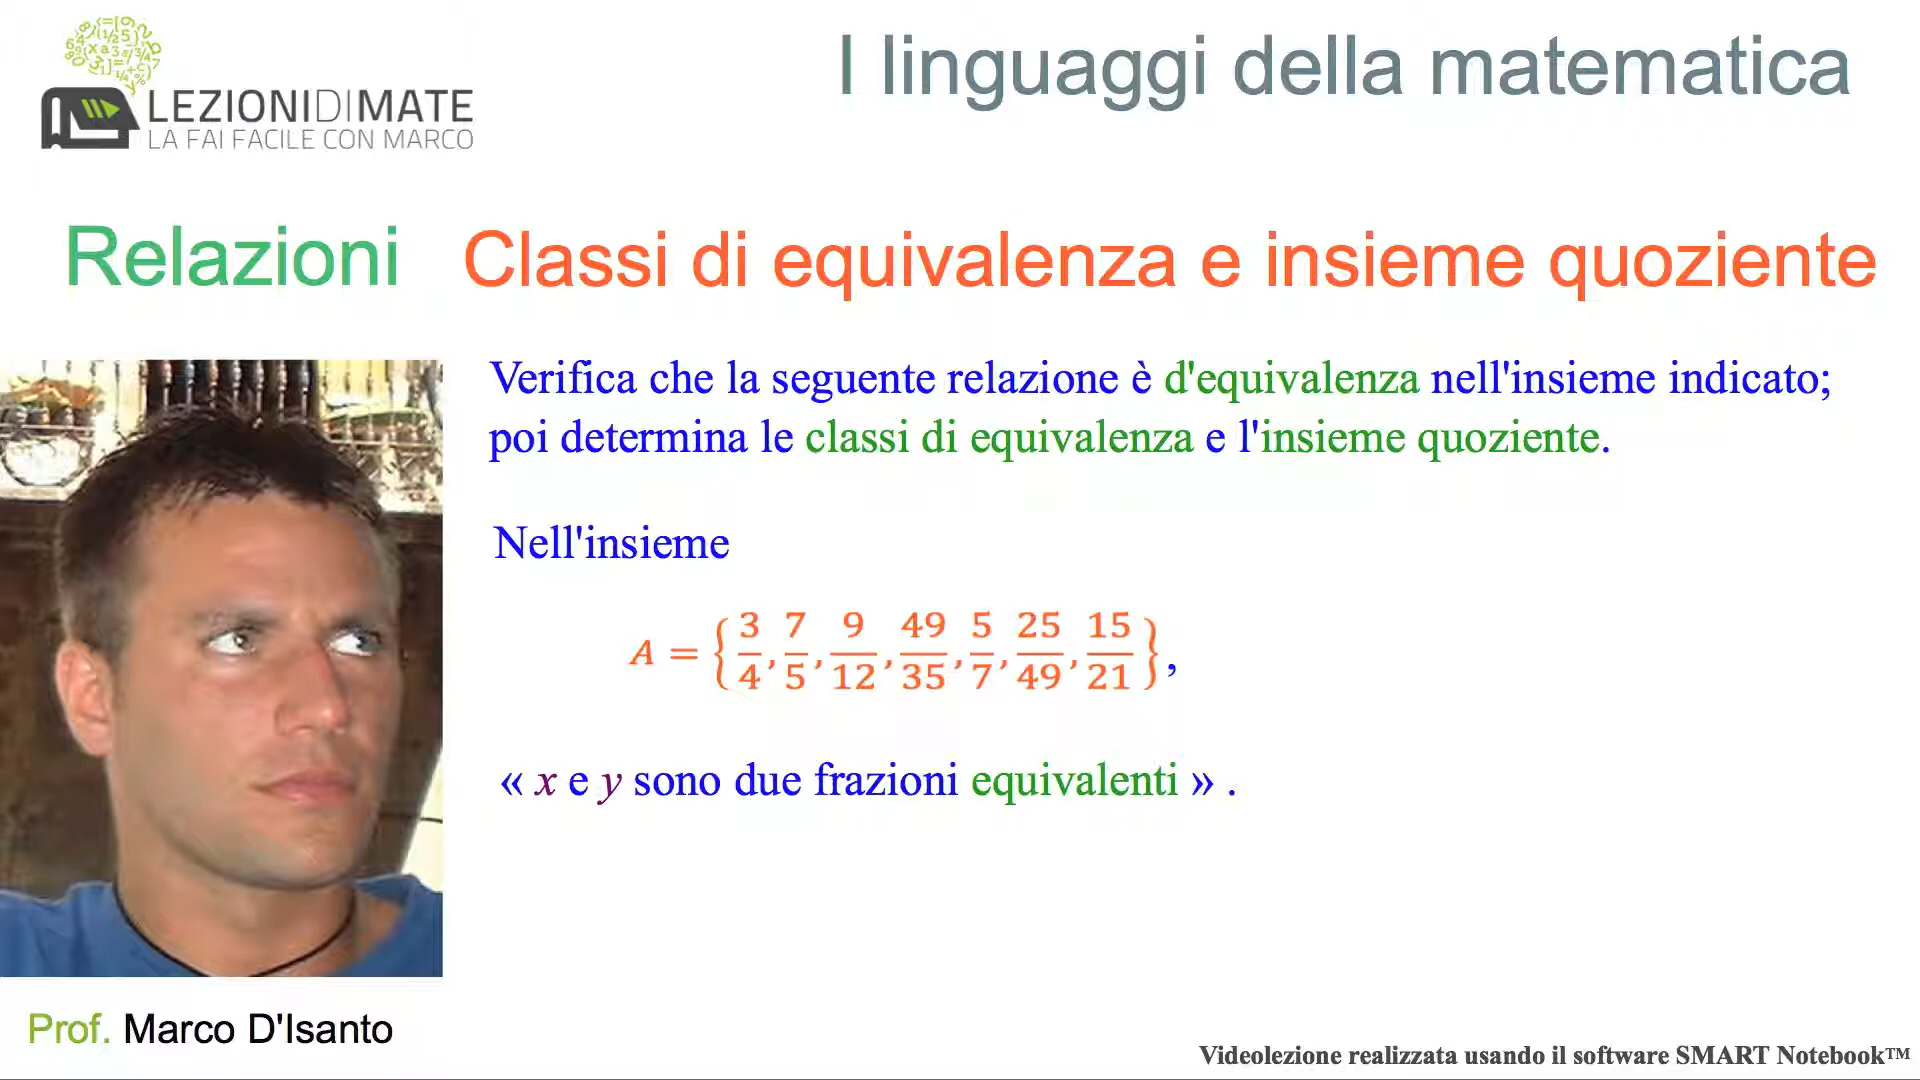 LEZIONIDIMATE
LA FAI FACILE CON MARCO
I linguaggi della matematica
Relazioni Classi di equivalenza e insieme quoziente
Verifica che la seguente relazione è d'equivalenza nell'insieme indicato;
poi determina le classi di equivalenza e l'insieme quoziente.
Nell'insieme
A = {3/4, 7/5, 9/12, 49/35, 5/7, 25/49, 15/21},
« x e y sono due frazioni equivalenti » .
Prof. Marco D'Isanto
Videolezione realizzata usando il software SMART Notebook™